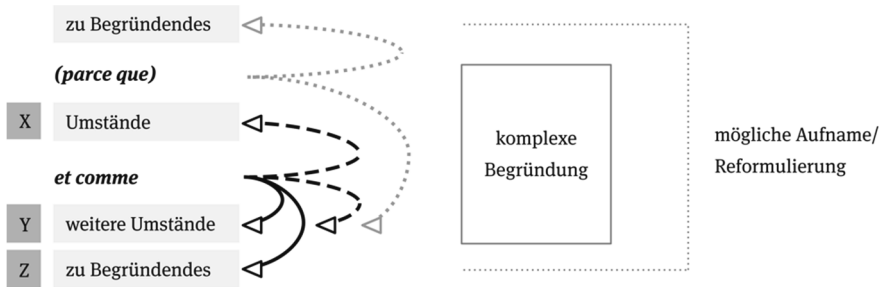 zu Begründendes
(parce que)
X Umstände
et comme
Y weitere Umstände
Z zu Begründendes
komplexe
Begründung
mögliche Aufname/
Reformulierung